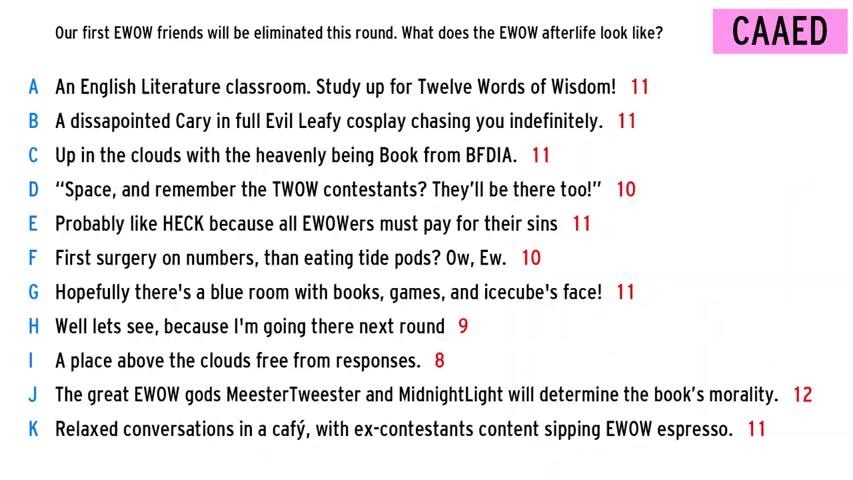 Our first EWOW friends will be eliminated this round. What does the EWOW afterlife look like?
CAAED
A An English Literature classroom. Study up for Twelve Words of Wisdom! 11
B A dissapointed Cary in full Evil Leafy cosplay chasing you indefinitely. 11
C Up in the clouds with the heavenly being Book from BFDIA. 11
D “Space, and remember the TWOW contestants? They’ll be there too!” 10
E Probably like HECK because all EWOWers must pay for their sins 11
F First surgery on numbers, than eating tide pods? Ow, Ew. 10
G Hopefully there's a blue room with books, games, and icecube's face! 11
H Well lets see, because I'm going there next round 9
I A place above the clouds free from responses. 8
J The great EWOW gods MeesterTweester and MidnightLight will determine the book’s morality. 12
K Relaxed conversations in a cafý, with ex-contestants content sipping EWOW espresso. 11